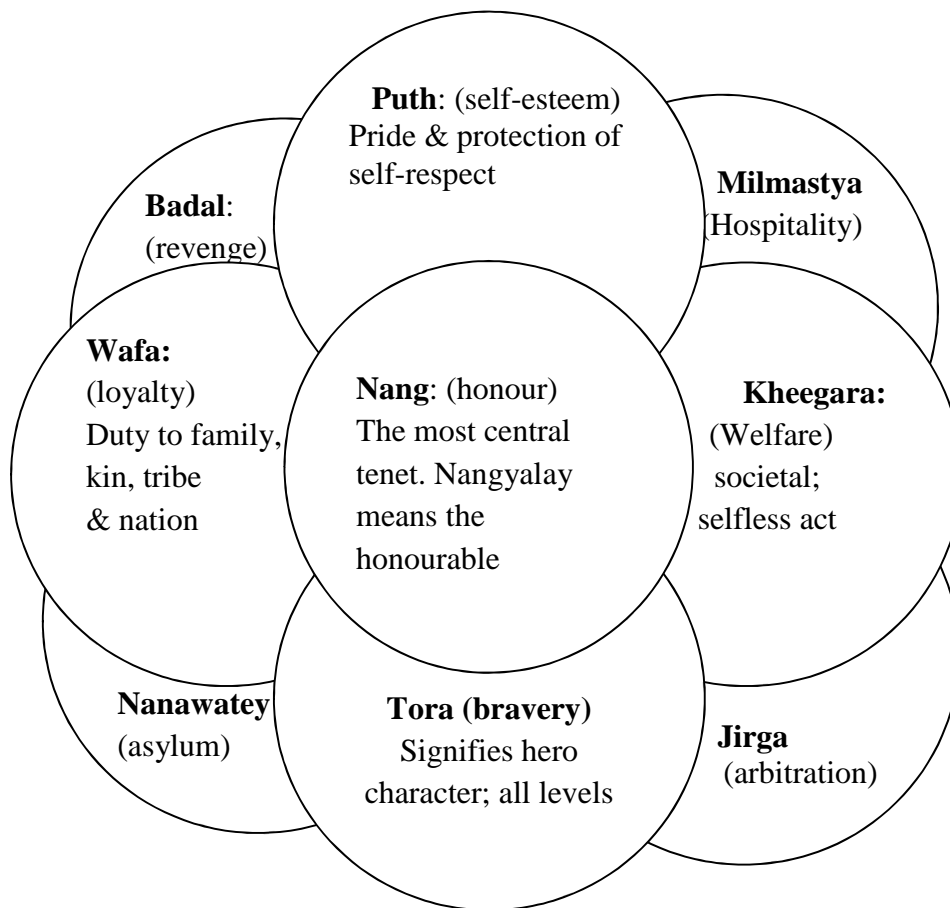 Puth: (self-esteem)
Pride & protection of
self-respect
Milmastya
(Hospitality)
Badal:
(revenge)
Wafa:
(loyalty)
Duty to family,
kin, tribe
& nation
Nang: (honour)
The most central
tenet. Nangyalay
means the
honourable
Kheegara:
(Welfare)
societal;
selfless act
Nanawatey
(asylum)
Tora (bravery)
Signifies hero
character; all levels
Jirga
(arbitration)